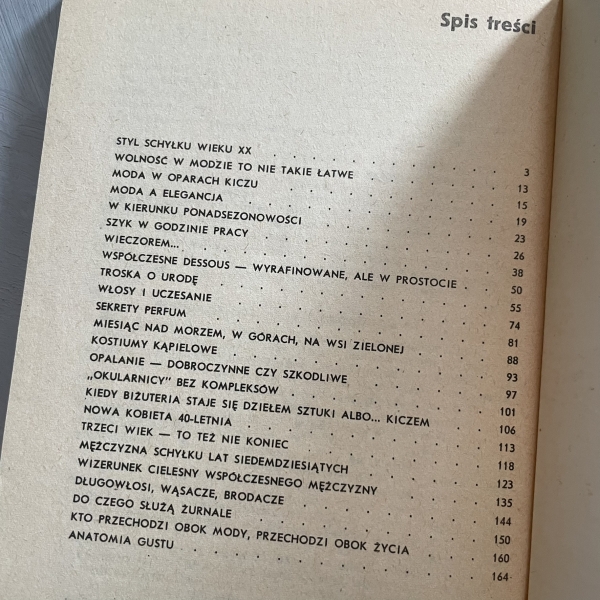 Spis treści
STYL SCHYŁKU WIEKU XX . . . . . . . . . . 3
WOLNOŚĆ W MODZIE TO NIE TAKIE ŁATWE . . . . . . 13
MODA W OPARACH KICZU . . . . . . . . . . 15
MODA A ELEGANCJA . . . . . . . . . . 19
W KIERUNKU PONADSEZONOWOŚCI . . . . . . . . 23
SZYK W GODZINIE PRACY . . . . . . . . . . 26
WIECZOREM... . . . . . . . . . . . 38
WSPÓŁCZESNE DESSOUS — WYRAFINOWANE, ALE W PROSTOCIE . . 50
TROSKA O URODĘ . . . . . . . . . . 55
WŁOSY I UCZESANIE . . . . . . . . . . 74
SEKRETY PERFUM . . . . . . . . . . 81
MIESIĄC NAD MORZEM, W GÓRACH, NA WSI ZIELONEJ . . . . 88
KOSTIUMY KĄPIELOWE . . . . . . . . . . 93
OPALANIE — DOBROCZYNNE CZY SZKODLIWE . . . . . . 97
„OKULARNICY" BEZ KOMPLEKSÓW . . . . . . . . 101
KIEDY BIŻUTERIA STAJE SIĘ DZIEŁEM SZTUKI ALBO... KICZEM . . . 106
NOWA KOBIETA 40-LETNIA . . . . . . . . . . 113
TRZECI WIEK — TO TEŻ NIE KONIEC . . . . . . . . 118
MĘŻCZYZNA SCHYŁKU LAT SIEDEMDZIESIĄTYCH . . . . . . 123
WIZERUNEK CIELESNY WSPÓŁCZESNEGO MĘŻCZYZNY . . . . . 135
DŁUGOWŁOSI, WĄSACZE, BRODACZE . . . . . . . . 144
DO CZEGO SŁUŻĄ ŻURNALE . . . . . . . . . . 150
KTO PRZECHODZI OBOK MODY, PRZECHODZI OBOK ŻYCIA . . . . 160
ANATOMIA GUSTU . . . . . . . . . . 164